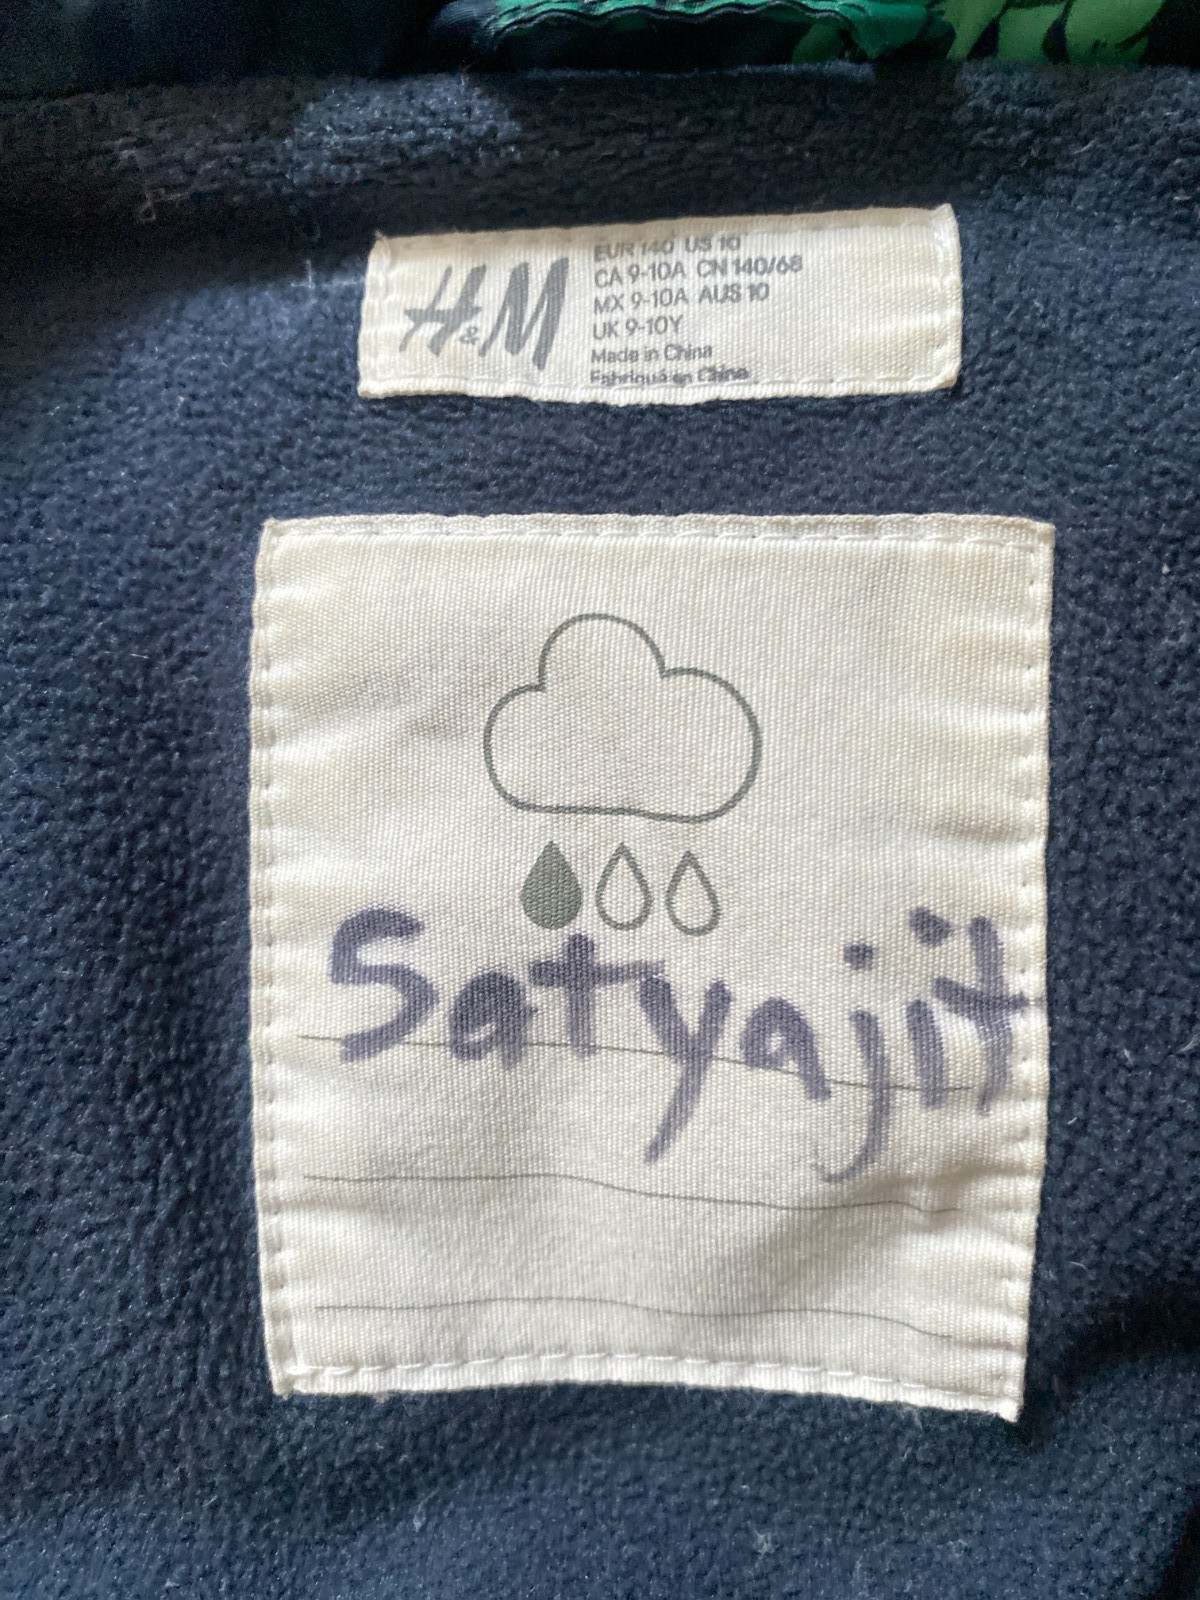 H&M
EUR 140 US 10
CA 9-10A CN 140/68
MX 9-10A AUS 10
UK 9-10Y
Made in China
Fabriqué en Chine
Satyajit